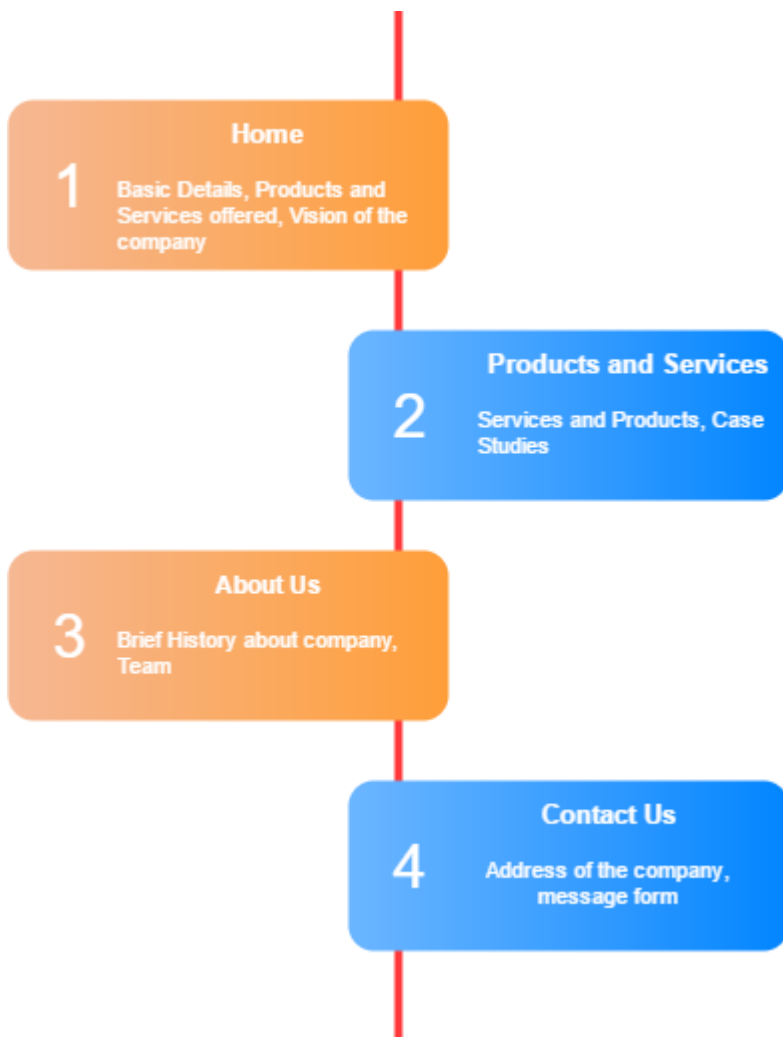 Home
1
Basic Details, Products and
Services offered, Vision of the
company
Products and Services
2
Services and Products, Case
Studies
About Us
3
Brief History about company,
Team
Contact Us
4
Address of the company,
message form